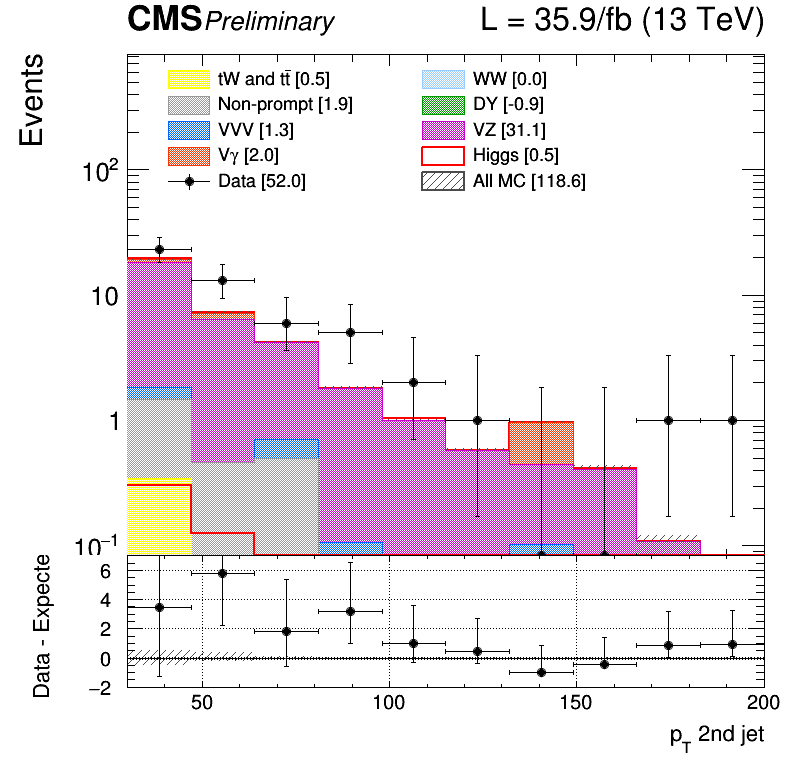 CMS Preliminary L = 35.9/fb (13 TeV)
Events
tW and tt̄ [0.5] WW [0.0]
Non-prompt [1.9] DY [-0.9]
VVV [1.3] VZ [31.1]
Vγ [2.0] Higgs [0.5]
Data [52.0] All MC [118.6]
10²
10
1
10⁻¹
Data - Expecte
6
4
2
0
−2
50 100 150 200
p_T 2nd jet